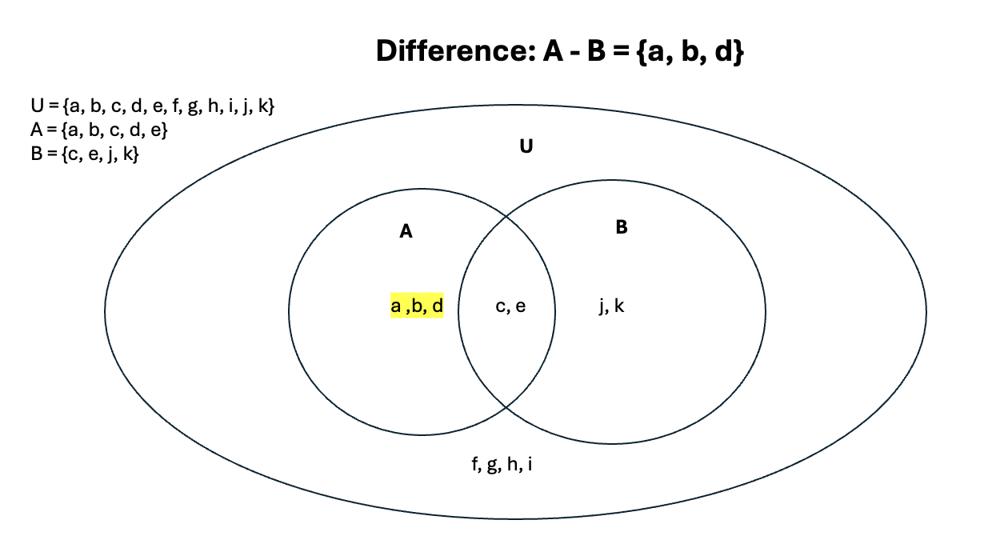 Difference: A - B = {a, b, d}
U = {a, b, c, d, e, f, g, h, i, j, k}
A = {a, b, c, d, e}
B = {c, e, j, k}
U
A
B
a ,b, d
c, e
j, k
f, g, h, i